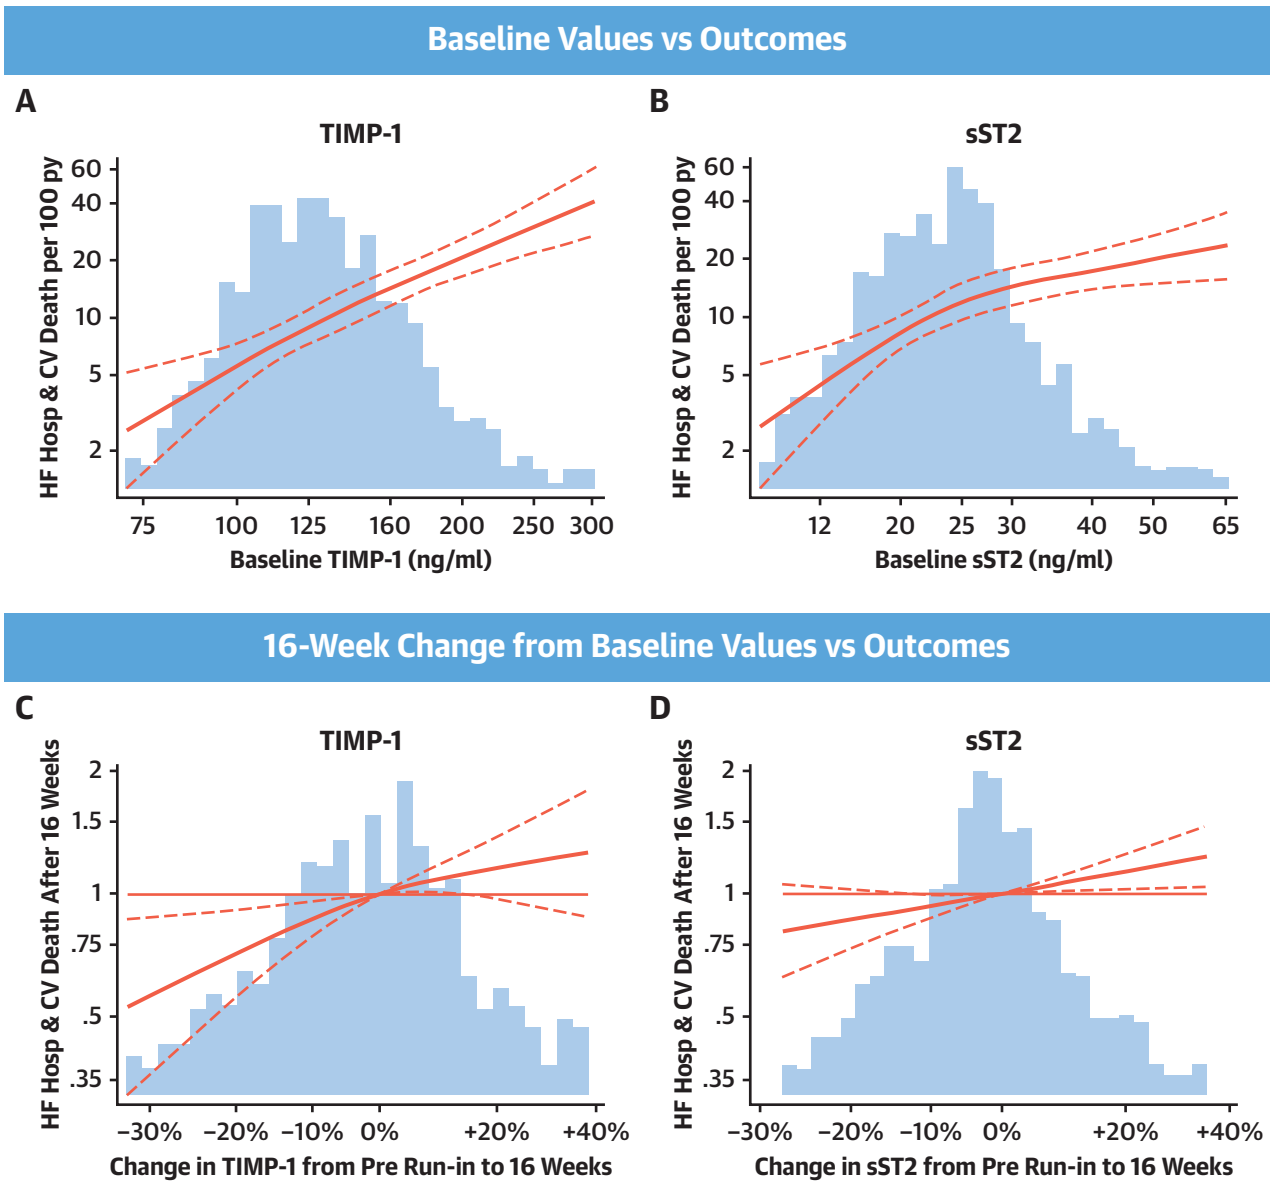 Baseline Values vs Outcomes
A
TIMP-1
HF Hosp & CV Death per 100 py
60
40
20
10
5
2
75 100 125 160 200 250 300
Baseline TIMP-1 (ng/ml)
B
sST2
HF Hosp & CV Death per 100 py
60
40
20
10
5
2
12 20 25 30 40 50 65
Baseline sST2 (ng/ml)
16-Week Change from Baseline Values vs Outcomes
C
TIMP-1
HF Hosp & CV Death After 16 Weeks
2
1.5
1
.75
.5
.35
−30% −20% −10% 0% +20% +40%
Change in TIMP-1 from Pre Run-in to 16 Weeks
D
sST2
HF Hosp & CV Death After 16 Weeks
2
1.5
1
.75
.5
.35
−30% −20% −10% 0% +20% +40%
Change in sST2 from Pre Run-in to 16 Weeks